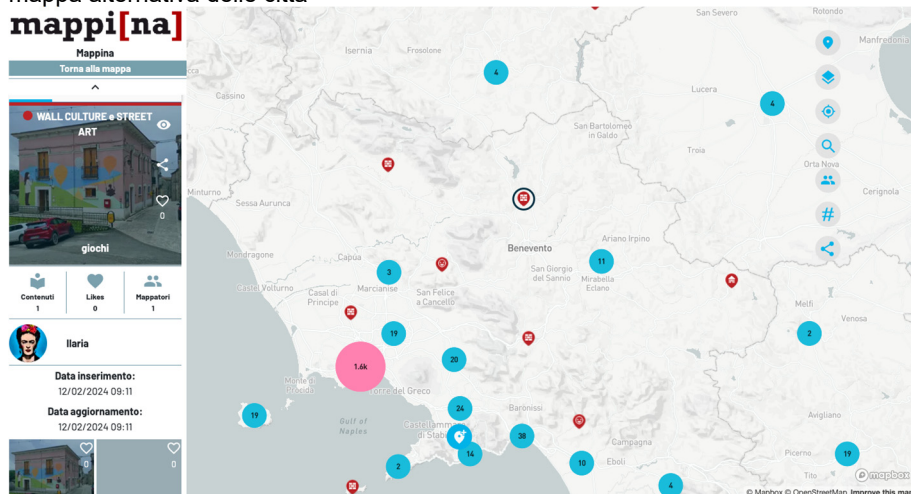 mappa alternativa delle città
mappi[na]
Mappina
Torna alla mappa
WALL CULTURE e STREET
ART
0
giochi
Contenuti
1
Likes
0
Mappatori
1
Ilaria
Data inserimento:
12/02/2024 09:11
Data aggiornamento:
12/02/2024 09:11
0
0
San Severo
Rotondo
Manfredonia
Isernia
Frosolone
4
Cassino
Lucera
4
San Bartolomeo
in Galdo
Troia
Orta Nova
Cerignola
Minturno
Sessa Aurunca
#
Mondragone
Benevento
Ariano Irpino
Capua
3
Marcianise
San Giorgio
del Sannio
11
Mirabella
Eclano
Castel Volturno
Casal di
Principe
San Felice
a Cancello
Melfi
Venosa
19
2
1.6k
20
Monte di
Procida
Torre del Greco
19
24
Baronissi
Gulf of
Naples
Castellammare
di Stabia
38
14
Avigliano
Campagna
Eboli
10
2
Picerno
19
Tito
4
mapbox
© Mapbox © OpenStreetMap Improve this map